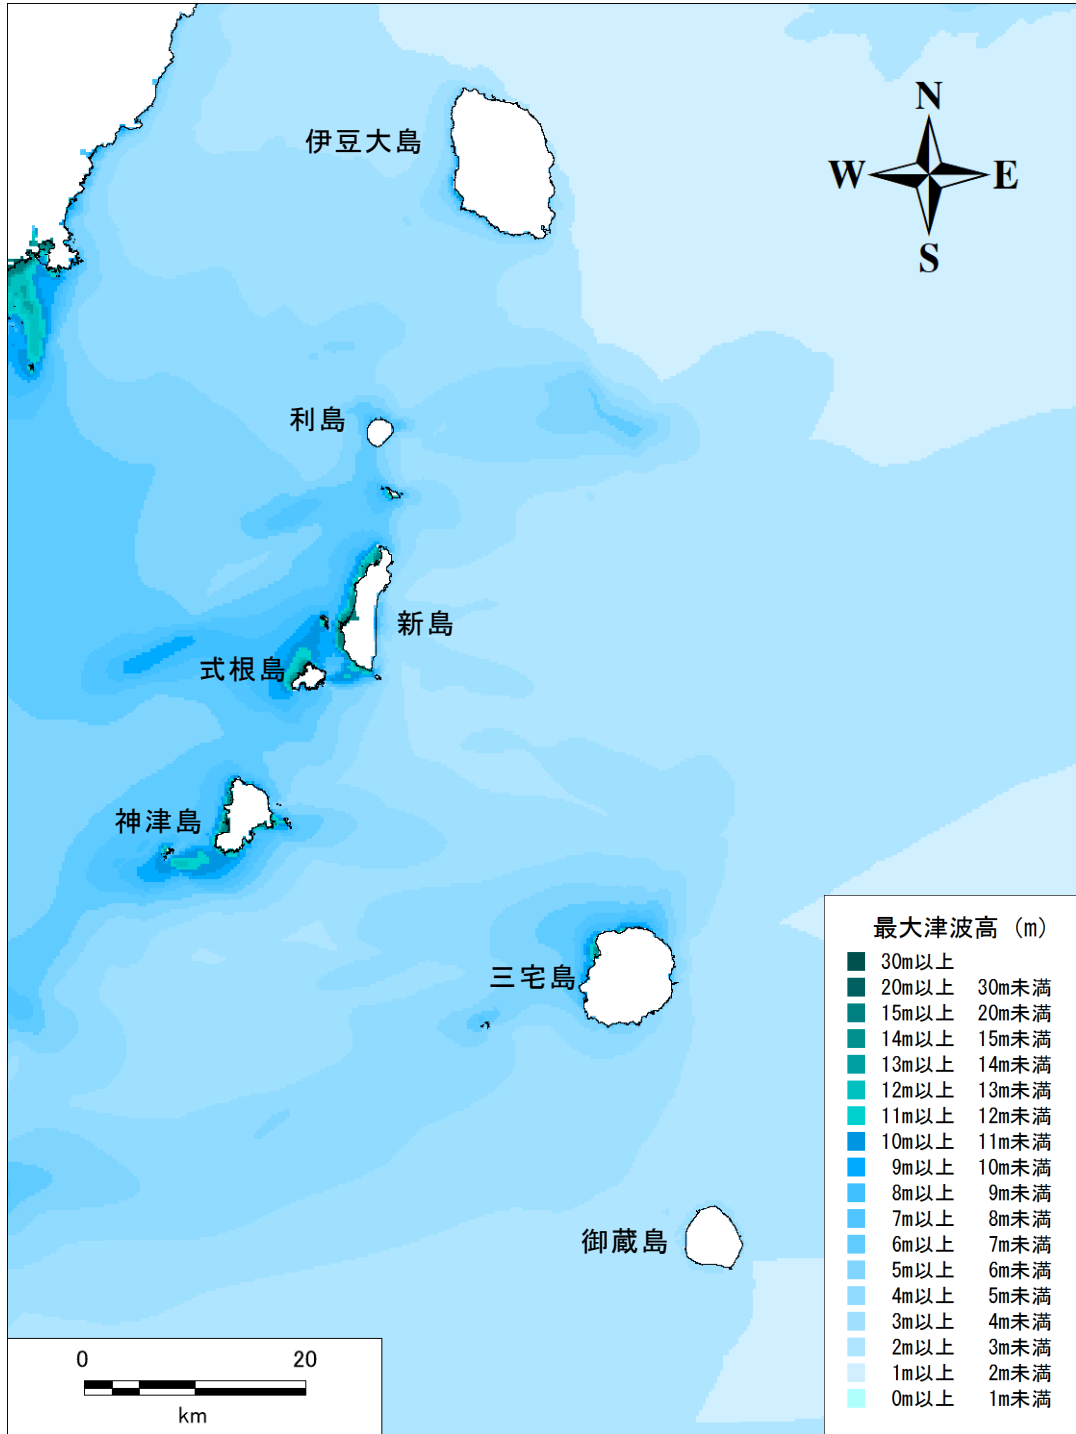 N
伊豆大島
W E
S
利島
新島
式根島
神津島
最大津波高 (m)
30m以上
20m以上 30m未満
15m以上 20m未満
14m以上 15m未満
13m以上 14m未満
12m以上 13m未満
11m以上 12m未満
10m以上 11m未満
9m以上 10m未満
8m以上 9m未満
7m以上 8m未満
6m以上 7m未満
5m以上 6m未満
4m以上 5m未満
3m以上 4m未満
2m以上 3m未満
1m以上 2m未満
0m以上 1m未満
三宅島
御蔵島
0 20
km